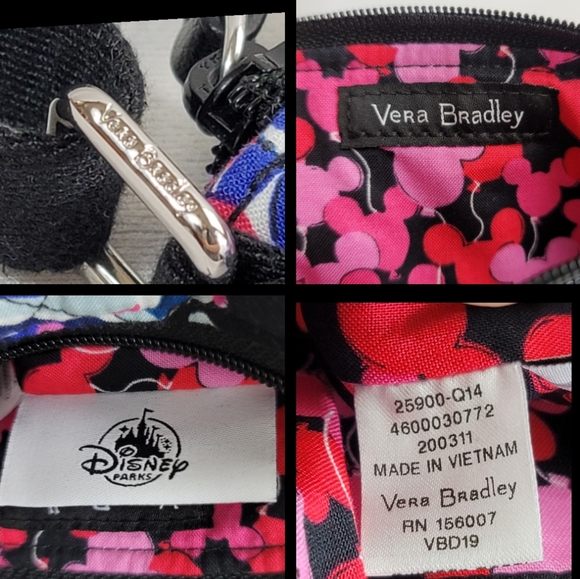 Vera Bradley
Vera Bradley
Disney
PARKS
25900-Q14
4600030772
200311
MADE IN VIETNAM
Vera Bradley
RN 156007
VBD19